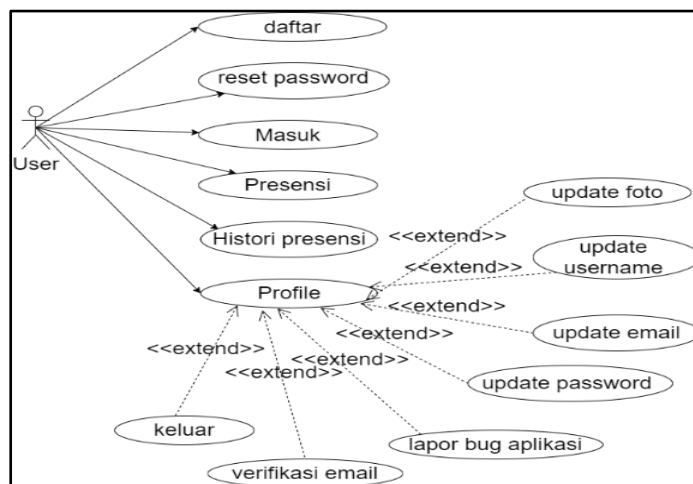 daftar
reset password
Masuk
User
Presensi
update foto
Histori presensi
<<extend>>
update
username
<<extend>>
Profile
<<extend>>
update email
<<extend>>
<<extend>>
<<extend>>
<<extend>>
update password
keluar
lapor bug aplikasi
verifikasi email